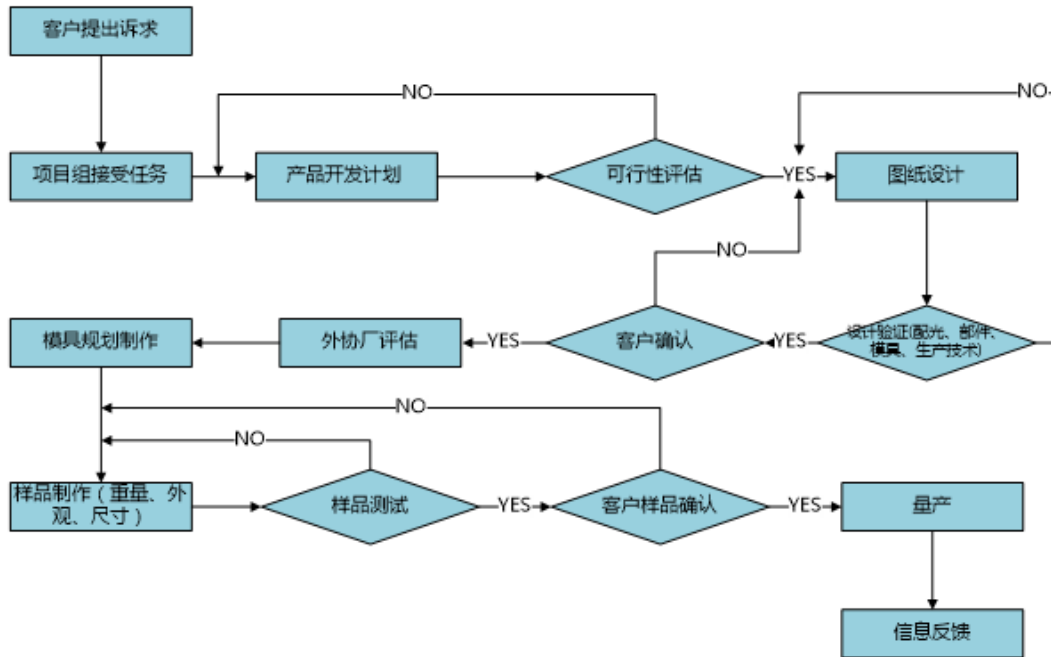 客户提出诉求
NO
NO
项目组接受任务
产品开发计划
可行性评估
YES
图纸设计
NO
模具规划制作
外协厂评估
YES
客户确认
YES
设计验证(配光、部件、
模具、生产技术)
NO
NO
样品制作（重量、外
观、尺寸）
样品测试
YES
客户样品确认
YES
量产
信息反馈